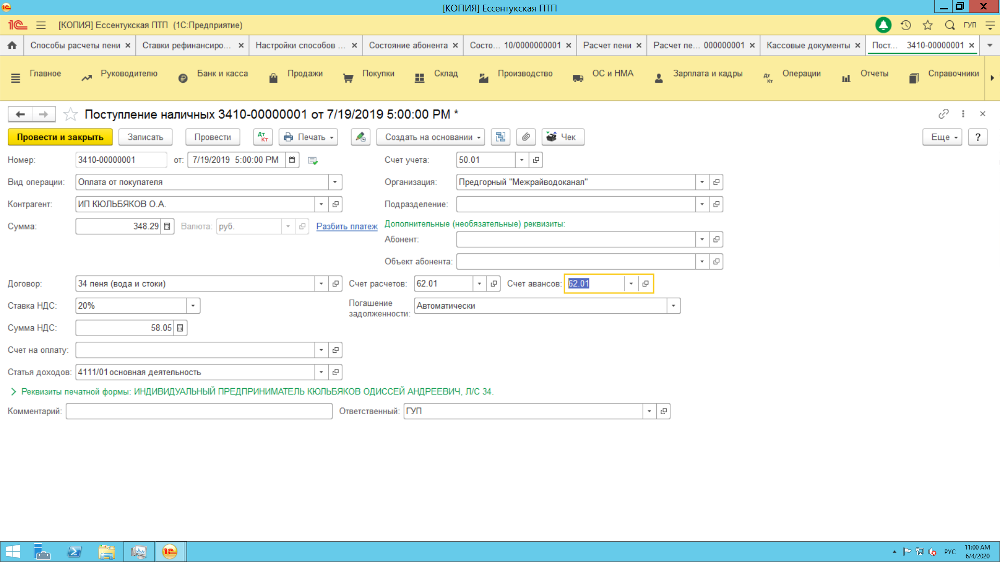 [КОПИЯ] Ессентукская ПТП
[КОПИЯ] Ессентукская ПТП (1С:Предприятие)
ГУП
Способы расчеты пени
Ставки рефинансиро...
Настройки способов ...
Состояние абонента
Состо... 10/0000000001
Расчет пени
Расчет пе... 000000001
Кассовые документы
Пост... 3410-00000001
Главное
Руководителю
Банк и касса
Продажи
Покупки
Склад
Производство
ОС и НМА
Зарплата и кадры
Операции
Отчеты
Справочники
Поступление наличных 3410-00000001 от 7/19/2019 5:00:00 PM *
Провести и закрыть
Записать
Провести
Дт Кт
Печать
Создать на основании
Чек
Еще
?
Номер: 3410-00000001 от: 7/19/2019 5:00:00 PM
Счет учета: 50.01
Вид операции: Оплата от покупателя
Организация: Предгорный "Межрайводоканал"
Контрагент: ИП КЮЛЬБЯКОВ О.А.
Подразделение:
Сумма: 348.29 Валюта: руб. Разбить платеж
Дополнительные (необязательные) реквизиты:
Абонент:
Объект абонента:
Договор: 34 пеня (вода и стоки)
Счет расчетов: 62.01
Счет авансов: 62.01
Ставка НДС: 20%
Погашение
задолженности: Автоматически
Сумма НДС: 58.05
Счет на оплату:
Статья доходов: 4111/01 основная деятельность
Реквизиты печатной формы: ИНДИВИДУАЛЬНЫЙ ПРЕДПРИНИМАТЕЛЬ КЮЛЬБЯКОВ ОДИССЕЙ АНДРЕЕВИЧ, Л/С 34.
Комментарий:
Ответственный: ГУП
РУС
11:00 AM
6/4/2020